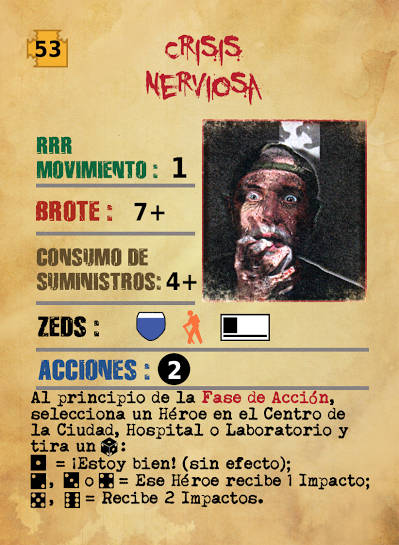 53
CRISIS
NERVIOSA
RRR
MOVIMIENTO : 1
BROTE : 7+
CONSUMO DE
SUMINISTROS: 4+
ZEDS :
ACCIONES : 2
Al principio de la Fase de Acción,
selecciona un Héroe en el Centro de
la Ciudad, Hospital o Laboratorio y
tira un :
= ¡Estoy bien! (sin efecto);
, o = Ese Héroe recibe 1 Impacto;
, = Recibe 2 Impactos.